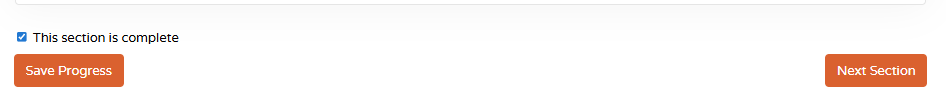 This section is complete
Save Progress
Next Section